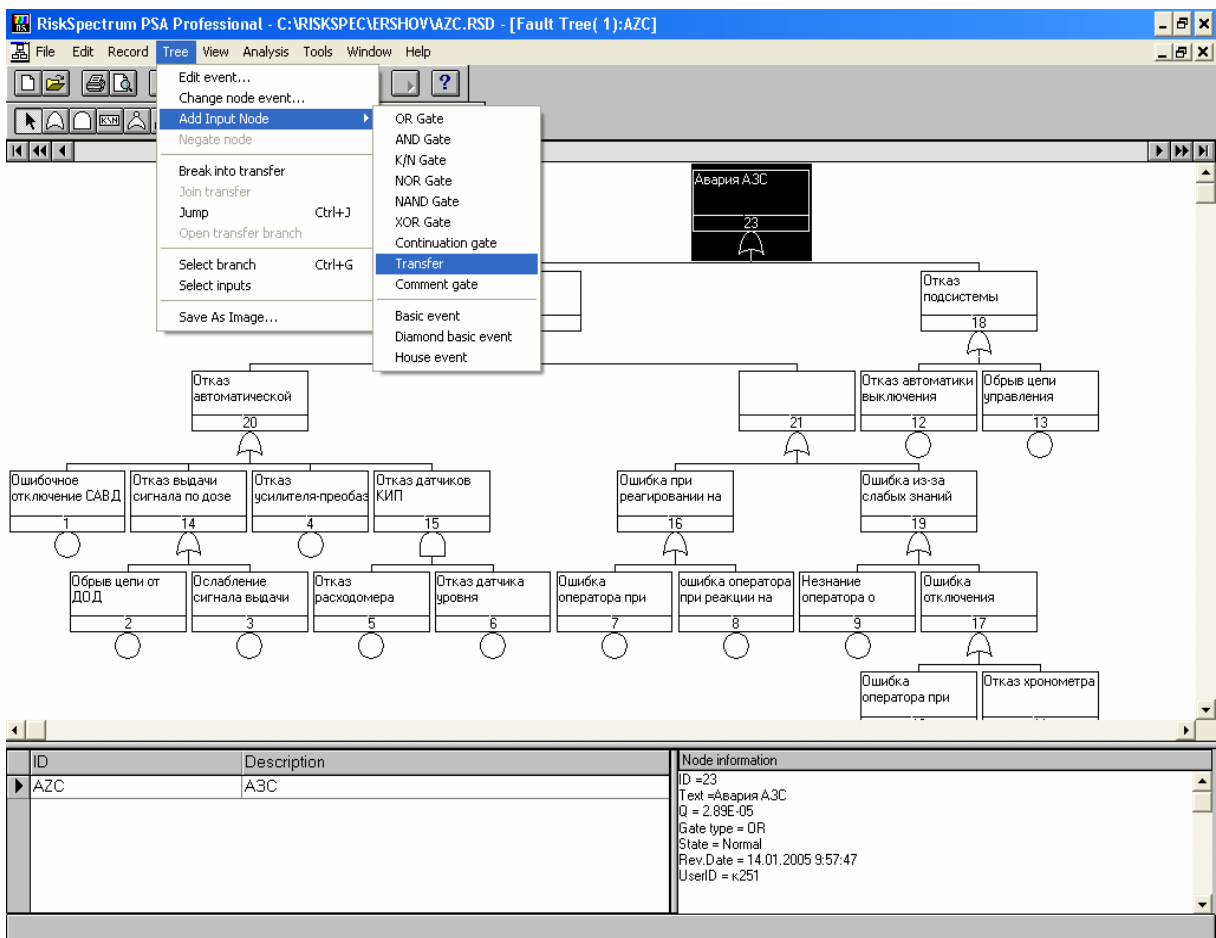 RiskSpectrum PSA Professional - C:\RISKSPEC\ERSHOV\AZC.RSD - [Fault Tree( 1):AZC]
File Edit Record Tree View Analysis Tools Window Help
Edit event...
Change node event...
Add Input Node
Negate node
Break into transfer
Join transfer
Jump Ctrl+J
Open transfer branch
Select branch Ctrl+G
Select inputs
Save As Image...
OR Gate
AND Gate
K/N Gate
NOR Gate
NAND Gate
XOR Gate
Continuation gate
Transfer
Comment gate
Basic event
Diamond basic event
House event
K\N
Авария АЗС
23
Отказ
подсистемы
18
Отказ
автоматической
20
21
Отказ автоматики
выключения
12
Обрыв цепи
управления
13
Ошибочное
отключение САВД
1
Отказ выдачи
сигнала по дозе
14
Отказ
усилителя-преобаз
4
Отказ датчиков
КИП
15
Ошибка при
реагировании на
16
Ошибка из-за
слабых знаний
19
Обрыв цепи от
ДОД
2
Ослабление
сигнала выдачи
3
Отказ
расходомера
5
Отказ датчика
уровня
6
Ошибка
оператора при
7
ошибка оператора
при реакции на
8
Незнание
оператора о
9
Ошибка
отключения
17
Ошибка
оператора при
Отказ хронометра
ID Description
AZC АЗС
Node information
ID =23
Text =Авария АЗС
Q = 2.89E-05
Gate type = OR
State = Normal
Rev.Date = 14.01.2005 9:57:47
UserID = к251